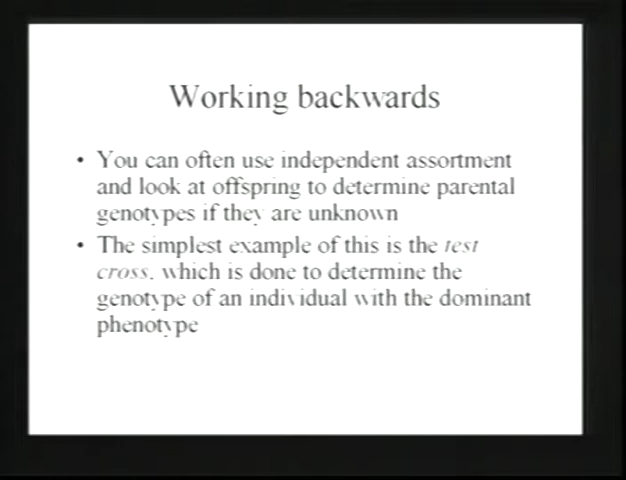 Working backwards
• You can often use independent assortment
and look at offspring to determine parental
genotypes if they are unknown
• The simplest example of this is the test
cross, which is done to determine the
genotype of an individual with the dominant
phenotype